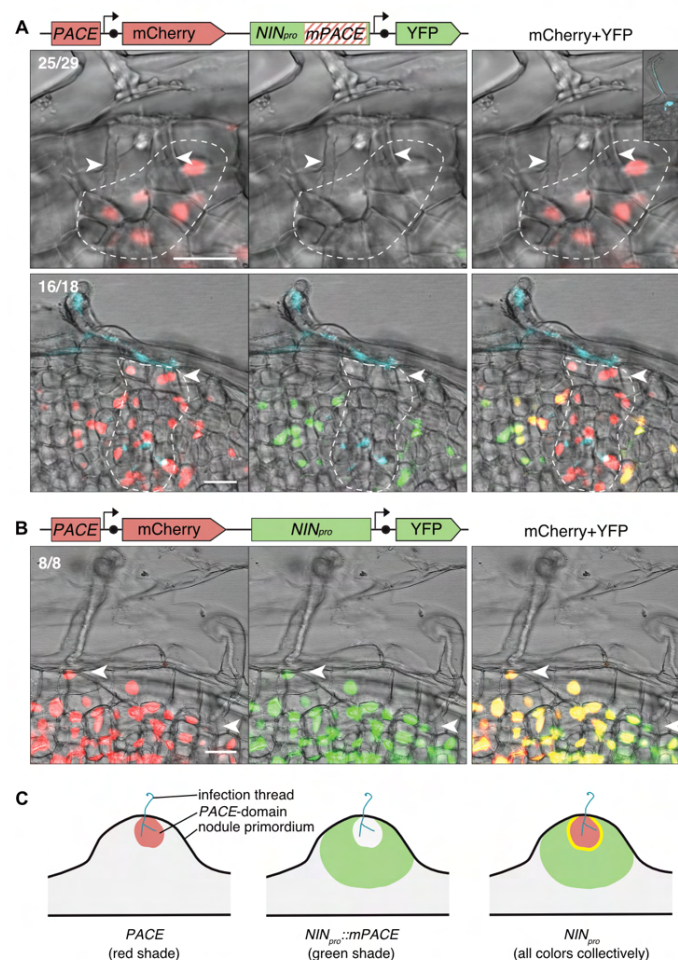 A
PACE mCherry NINpro mPACE YFP mCherry+YFP
25/29
16/18
B
PACE mCherry NINpro YFP mCherry+YFP
8/8
C
infection thread
PACE-domain
nodule primordium
PACE NINpro::mPACE NINpro
(red shade) (green shade) (all colors collectively)